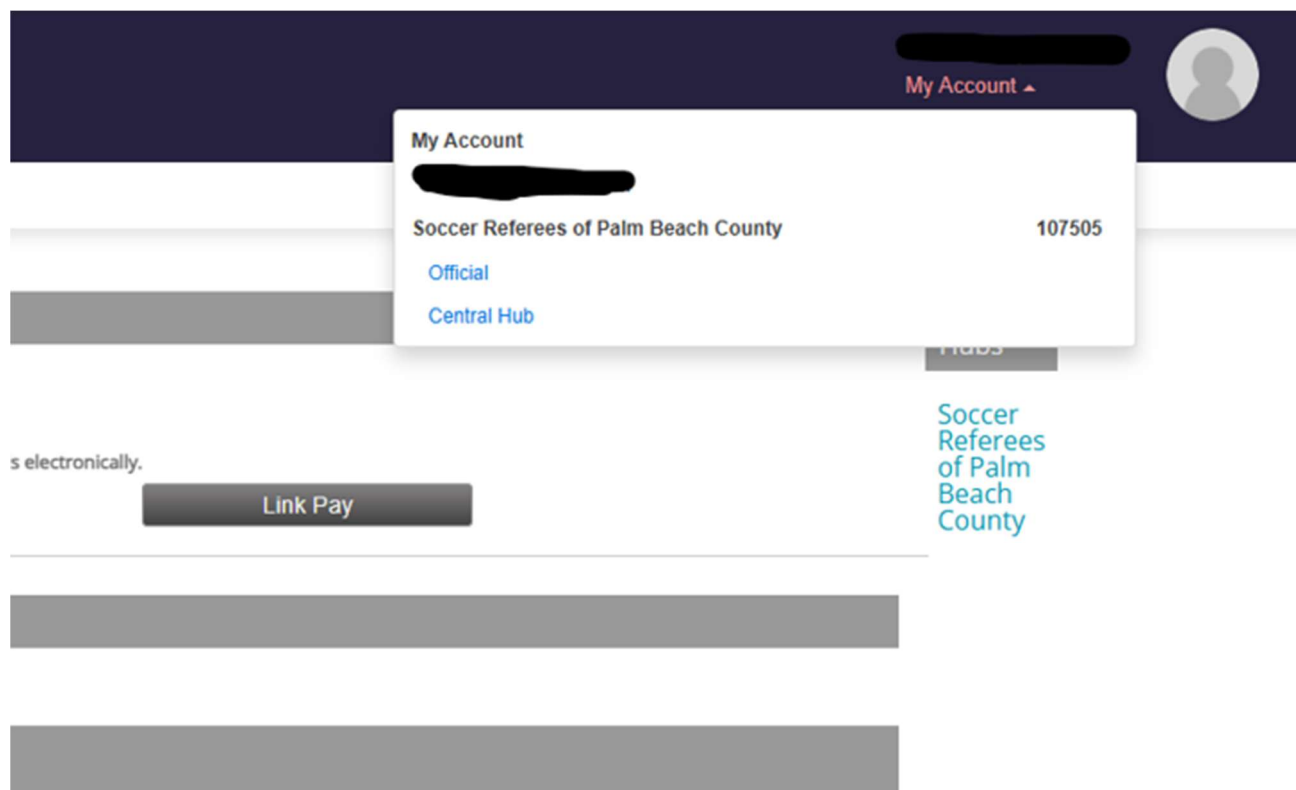 My Account
My Account
Soccer Referees of Palm Beach County 107505
Official
Central Hub
Hubs
Soccer
Referees
of Palm
Beach
County
s electronically.
Link Pay